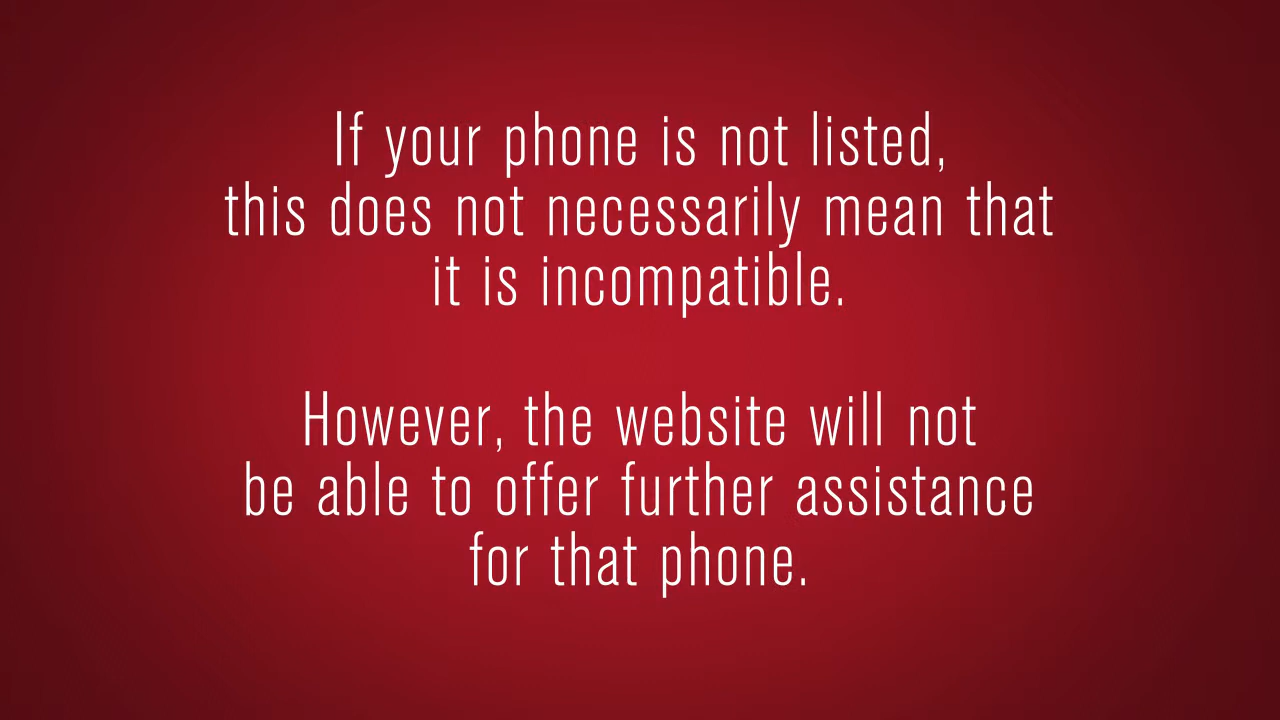 If your phone is not listed,
this does not necessarily mean that
it is incompatible.
However, the website will not
be able to offer further assistance
for that phone.